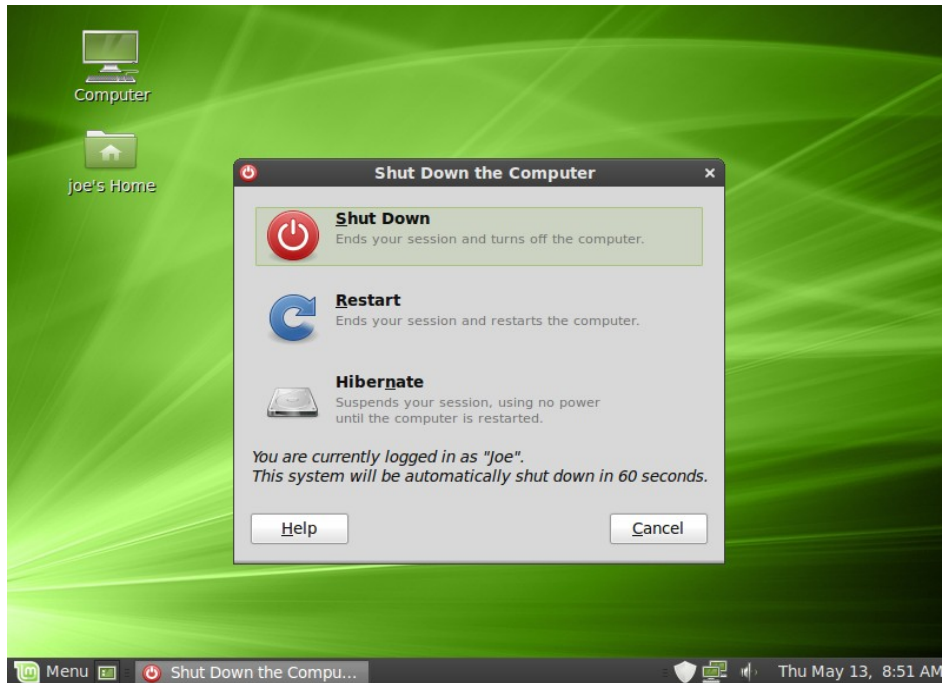 Computer
joe's Home
Shut Down the Computer
Shut Down
Ends your session and turns off the computer.
Restart
Ends your session and restarts the computer.
Hibernate
Suspends your session, using no power
until the computer is restarted.
You are currently logged in as "Joe".
This system will be automatically shut down in 60 seconds.
Help
Cancel
Menu
Shut Down the Compu...
Thu May 13, 8:51 AM